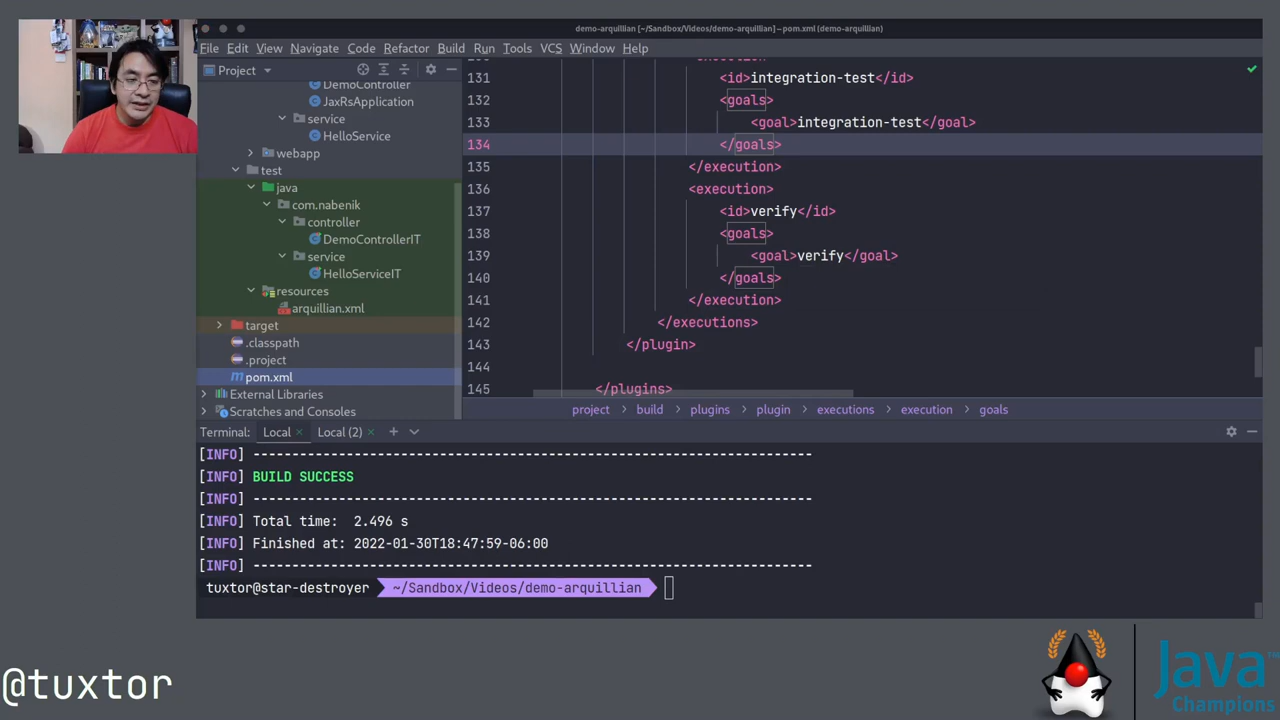 demo-arquillian [~/Sandbox/Videos/demo-arquillian] – pom.xml (demo-arquillian)
File Edit View Navigate Code Refactor Build Run Tools VCS Window Help
Project
DemoController
JaxRsApplication
service
HelloService
webapp
test
java
com.nabenik
controller
DemoControllerIT
service
HelloServiceIT
resources
arquillian.xml
target
.classpath
.project
pom.xml
External Libraries
Scratches and Consoles
131 <id>integration-test</id>
132 <goals>
133 <goal>integration-test</goal>
134 </goals>
135 </execution>
136 <execution>
137 <id>verify</id>
138 <goals>
139 <goal>verify</goal>
140 </goals>
141 </execution>
142 </executions>
143 </plugin>
144
145 </plugins>
project build plugins plugin executions execution goals
Terminal: Local × Local (2) × +
[INFO] ------------------------------------------------------------------------
[INFO] BUILD SUCCESS
[INFO] ------------------------------------------------------------------------
[INFO] Total time:  2.496 s
[INFO] Finished at: 2022-01-30T18:47:59-06:00
[INFO] ------------------------------------------------------------------------
tuxtor@star-destroyer ~/Sandbox/Videos/demo-arquillian
@tuxtor
Java™
Champions